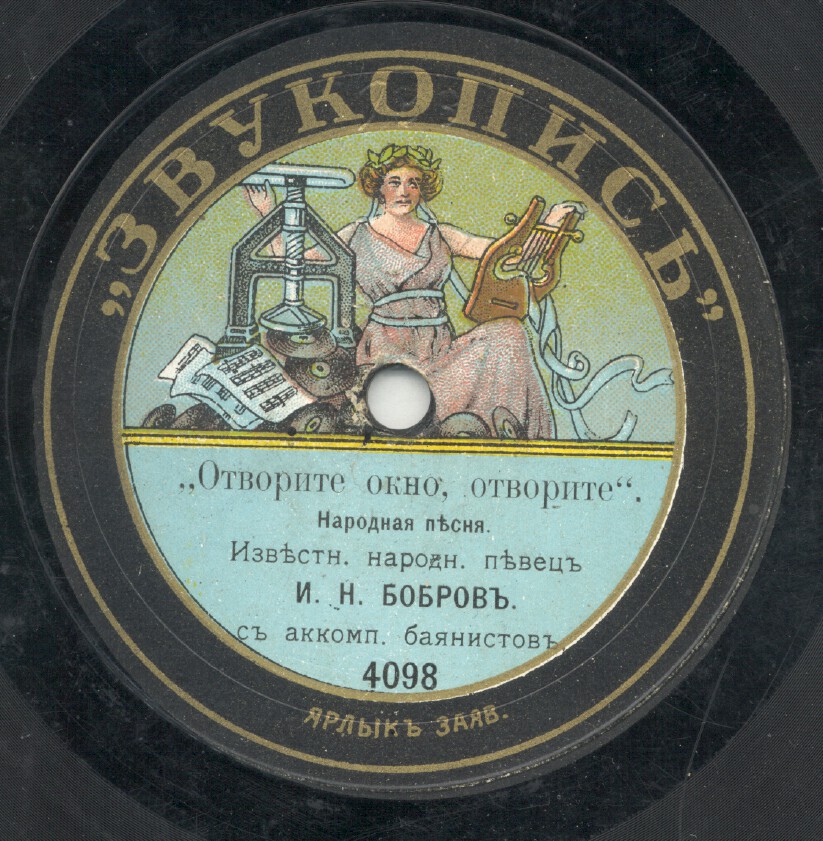 „ЗВУКОПИСЬ”
„Отворите окно, отворите“.
Народная пѣсня.
Извѣстн. народн. пѣвецъ
И. Н. БОБРОВЪ.
съ аккомп. баянистовъ
4098
ЯРЛЫКЪ ЗАЯВ.